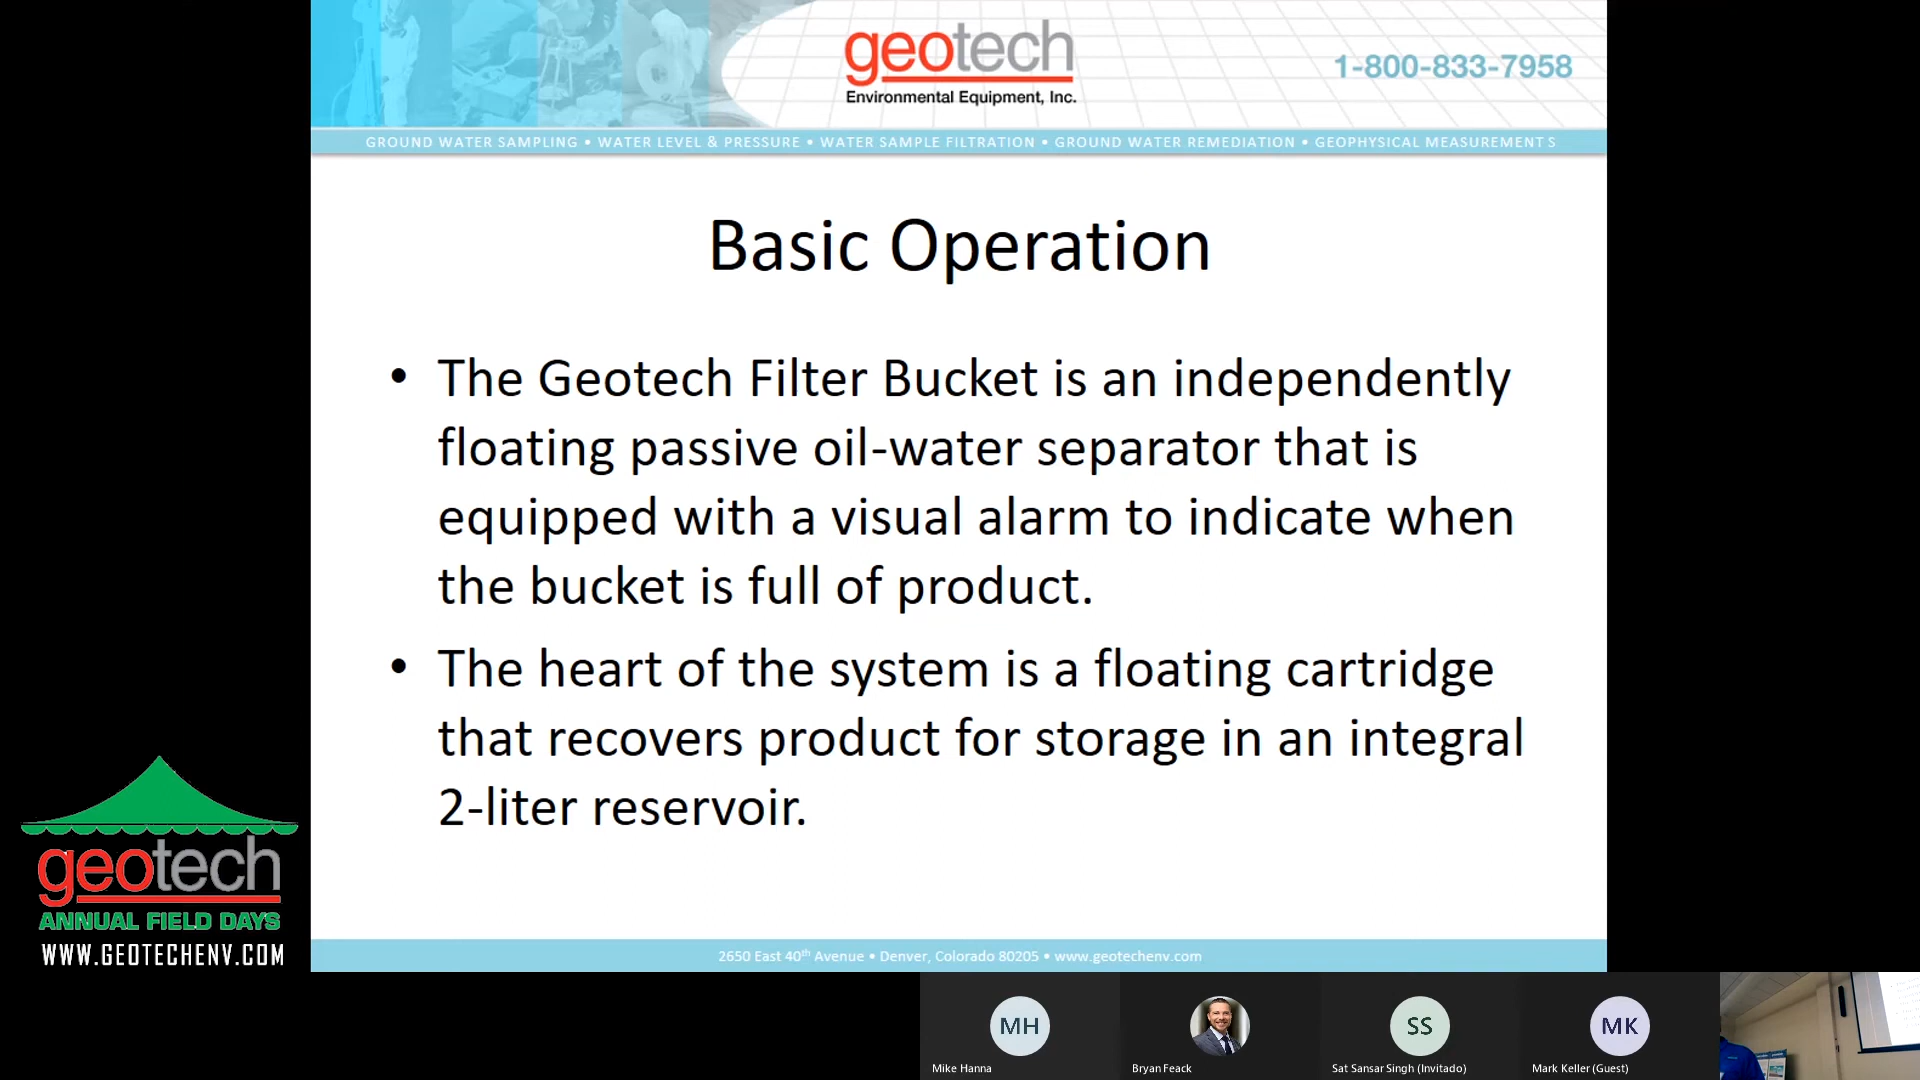 geotech
Environmental Equipment, Inc.
1-800-833-7958
GROUND WATER SAMPLING • WATER LEVEL & PRESSURE • WATER SAMPLE FILTRATION • GROUND WATER REMEDIATION • GEOPHYSICAL MEASUREMENTS
Basic Operation
• The Geotech Filter Bucket is an independently
floating passive oil-water separator that is
equipped with a visual alarm to indicate when
the bucket is full of product.
• The heart of the system is a floating cartridge
that recovers product for storage in an integral
2-liter reservoir.
geotech
ANNUAL FIELD DAYS
WWW.GEOTECHENV.COM
2650 East 40th Avenue • Denver, Colorado 80205 • www.geotechenv.com
MH
SS
MK
Mike Hanna
Bryan Feack
Sat Sansar Singh (Invitado)
Mark Keller (Guest)